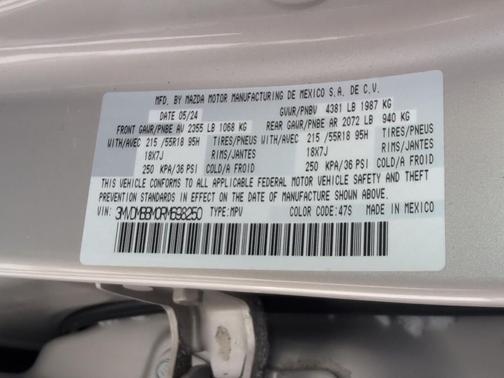 MFD. BY MAZDA MOTOR MANUFACTURING DE MEXICO S.A. DE C.V.
DATE 05/24 GVWR/PNBV 4381 LB 1987 KG
FRONT GAWR/PNBE AV 2355 LB 1068 KG REAR GAWR/PNBE AR 2072 LB 940 KG
WITH/AVEC 215/55R18 95H TIRES/PNEUS WITH/AVEC 215/55R18 95H TIRES/PNEUS
18X7J RIMS/JANTES 18X7J RIMS/JANTES
250 KPA/36 PSI COLD/A FROID 250 KPA/36 PSI COLD/A FROID
THIS VEHICLE CONFORMS TO ALL APPLICABLE FEDERAL MOTOR VEHICLE SAFETY AND THEFT
PREVENTION STANDARDS IN EFFECT ON THE DATE OF MANUFACTURE SHOWN ABOVE.
VIN: 3MVDMBBM0RM698250 TYPE:MPV COLOR CODE:47S MADE IN MEXICO